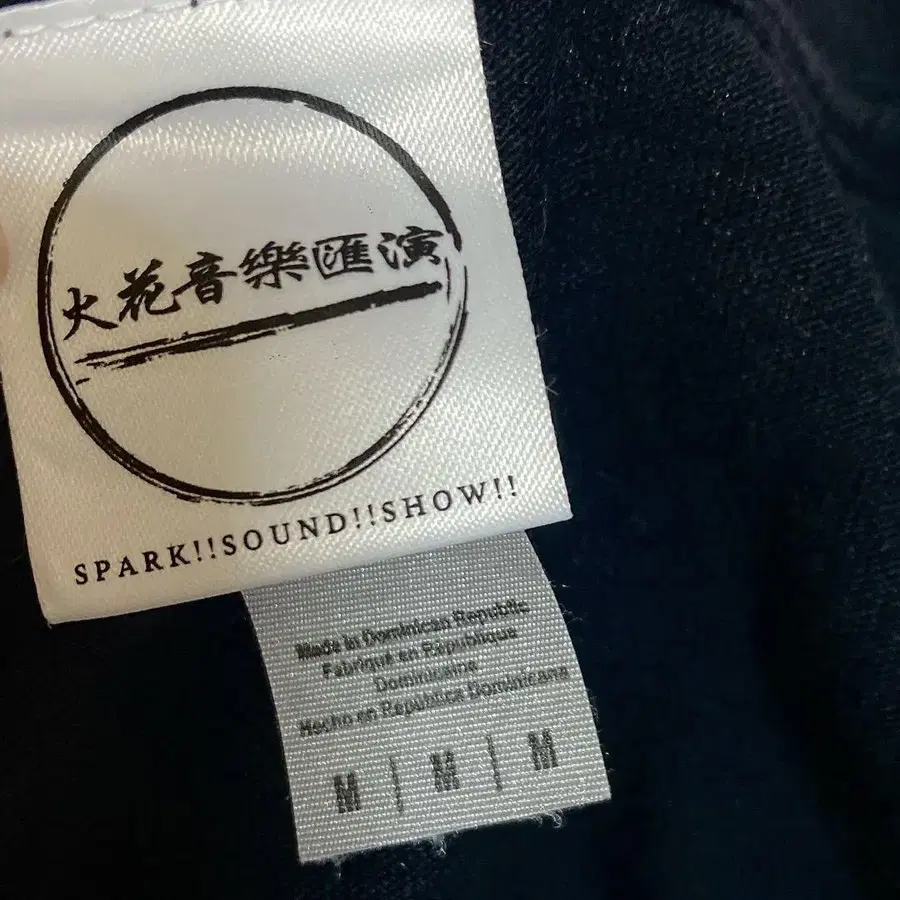 火花音樂匯演
SPARK!!SOUND!!SHOW!!
Made in Dominican Republic
Fabriqué en République
Dominicaine
Hecho en República Dominicana
M | M | M